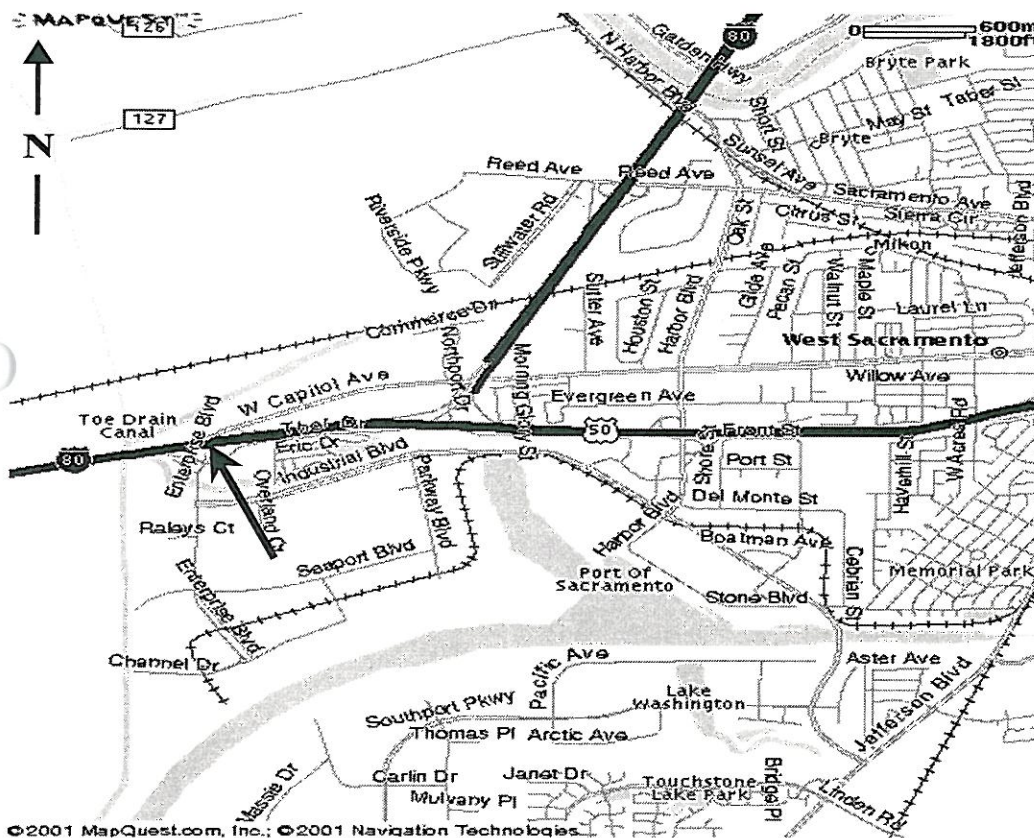 MAPQUEST
126
80
0 600m
1800ft
Garden Hwy
N Harbor Blvd
Bryte Park
127
N
Short St
May St
Taber St
Bryte
Sunset Ave
Reed Ave
Reed Ave
Sacramento Ave
Riverside Pkwy
Stillwater Rd
Oak St
Citrus St
Sierra Cir
Jefferson Blvd
Mikon
Sutter Ave
Houston St
Harbor Blvd
Glide Ave
Pecan St
Walnut St
Maple St
Laurel Ln
Commerce Dr
Northport Dr
Morning Glory St
West Sacramento
W Capitol Ave
Willow Ave
Evergreen Ave
Toe Drain
Canal
Enterprise Blvd
Eric Dr
50
Front St
80
Industrial Blvd
Overland Ct
Parkway Blvd
Shore St
Port St
Haverhill St
W Acres Rd
Del Monte St
Raleys Ct
Seaport Blvd
Harbor Blvd
Boatman Ave
Port Of
Sacramento
Cebrian St
Memorial Park
Enterprise Blvd
Stone Blvd
Channel Dr
Pacific Ave
Aster Ave
Jefferson Blvd
Lake
Washington
Southport Pkwy
Thomas Pl
Arctic Ave
Massie Dr
Carlin Dr
Janet Dr
Mulvany Pl
Touchstone
Lake Park
Bridge Pl
Linden Rd
©2001 MapQuest.com, Inc.; ©2001 Navigation Technologies